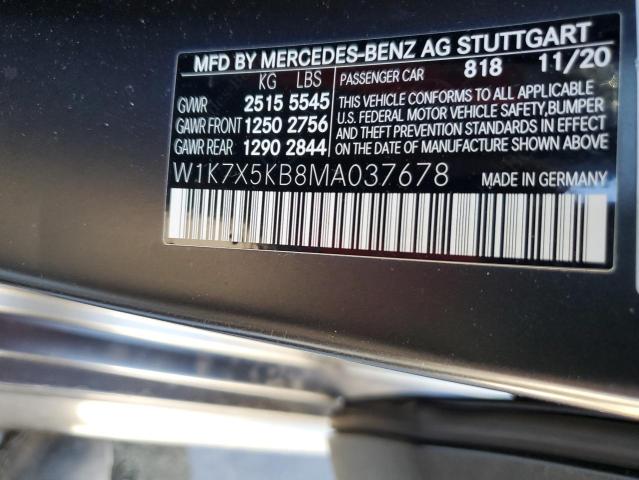 MFD BY MERCEDES-BENZ AG STUTTGART
KG LBS PASSENGER CAR 818 11/20
GVWR 2515 5545
GAWR FRONT 1250 2756
GAWR REAR 1290 2844
THIS VEHICLE CONFORMS TO ALL APPLICABLE
U.S. FEDERAL MOTOR VEHICLE SAFETY, BUMPER
AND THEFT PREVENTION STANDARDS IN EFFECT
ON THE DATE OF MANUFACTURE SHOWN ABOVE
W1K7X5KB8MA037678 MADE IN GERMANY